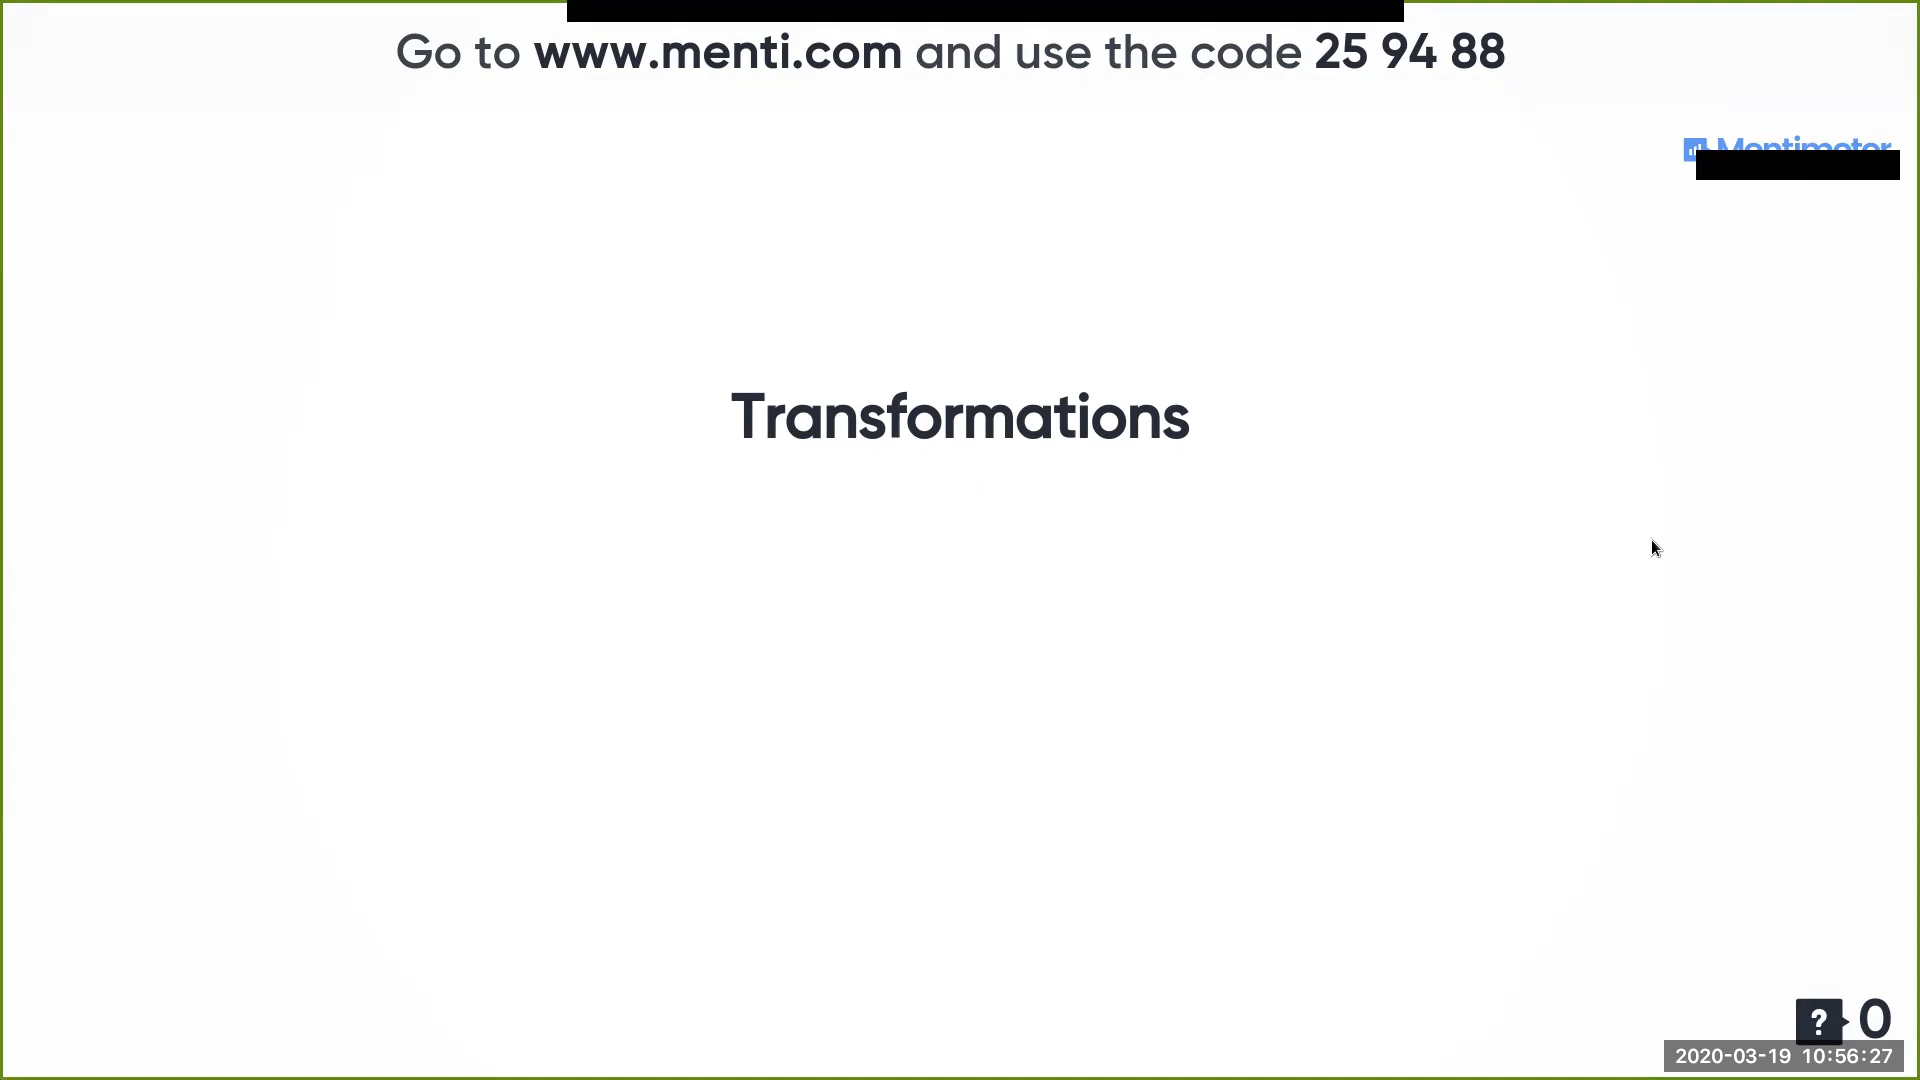 Go to www.menti.com and use the code 25 94 88
Mentimeter
Transformations
? 0
2020-03-19 10:56:27